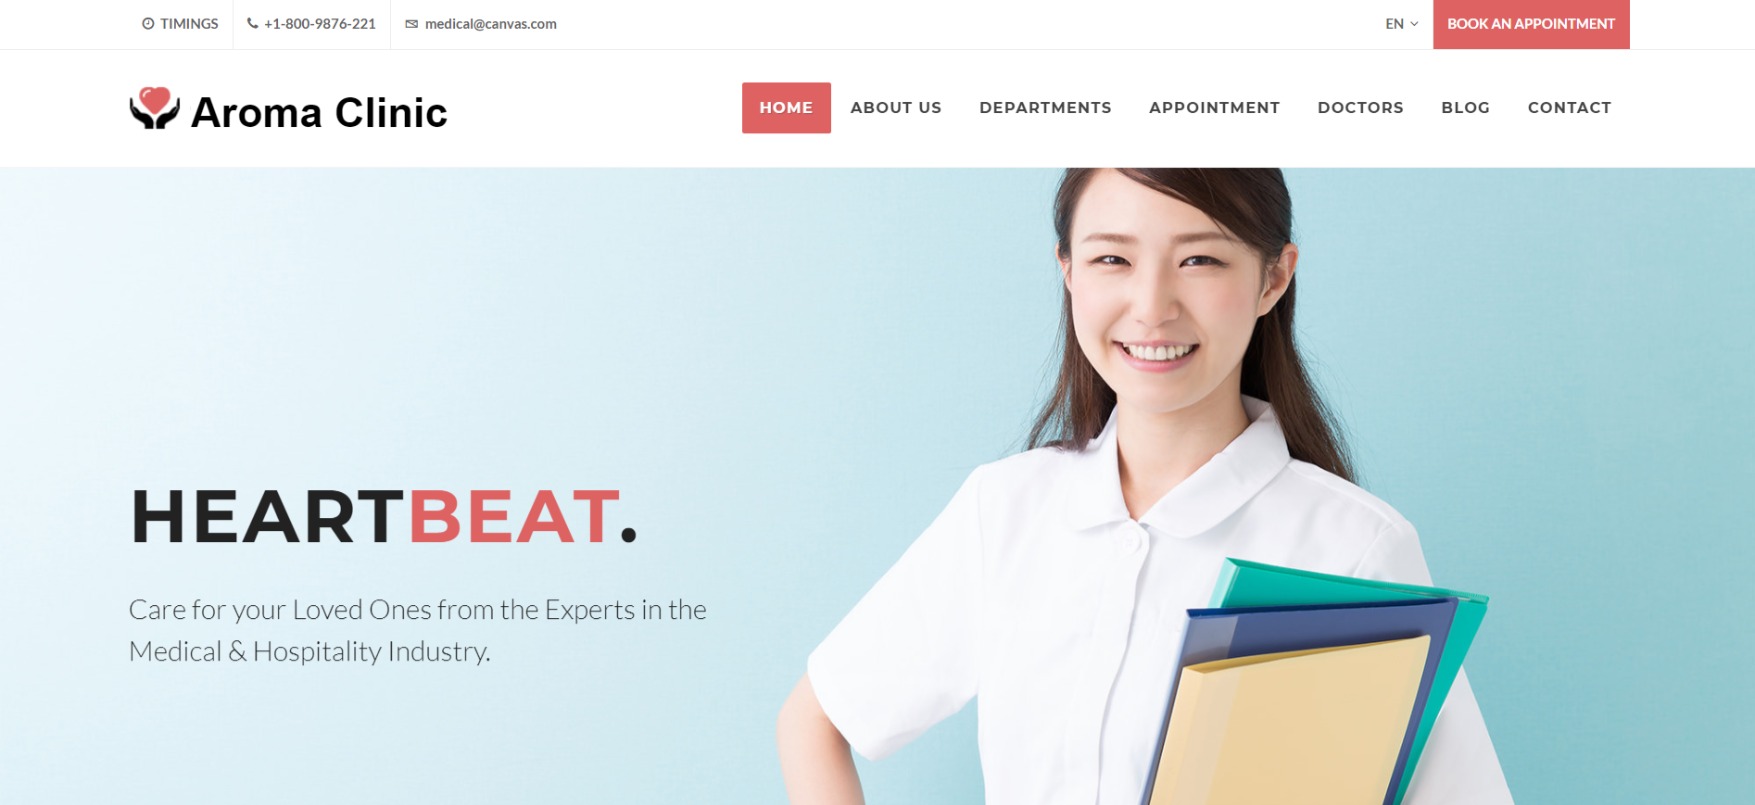 TIMINGS
+1-800-9876-221
medical@canvas.com
EN
BOOK AN APPOINTMENT
Aroma Clinic
HOME
ABOUT US
DEPARTMENTS
APPOINTMENT
DOCTORS
BLOG
CONTACT
HEARTBEAT.
Care for your Loved Ones from the Experts in the
Medical & Hospitality Industry.